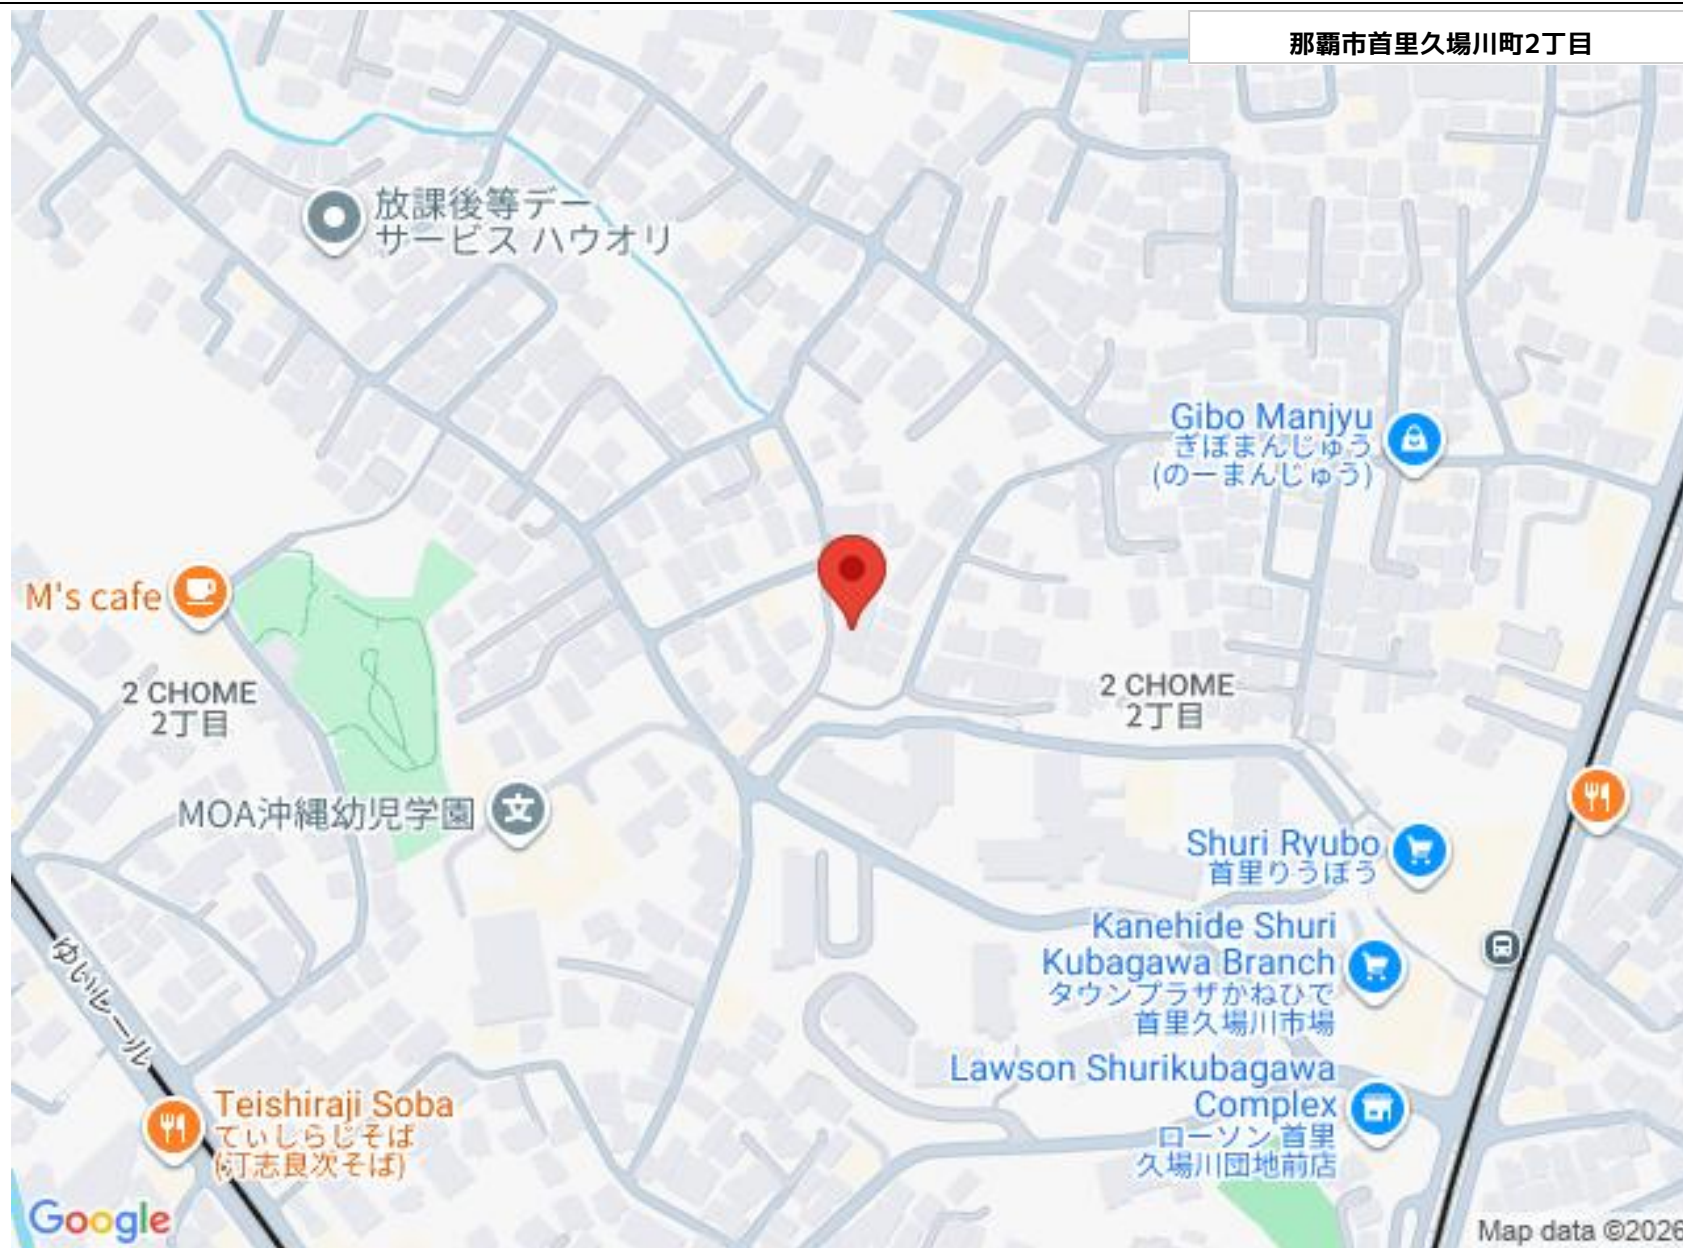 那覇市首里久場川町2丁目
放課後等デー
サービス ハウオリ
Gibo Manjyu
ぎぼまんじゅう
(のーまんじゅう)
M's cafe
2 CHOME
2丁目
2 CHOME
2丁目
MOA沖縄幼児学園
Shuri Ryubo
首里りうぼう
Kanehide Shuri
Kubagawa Branch
タウンプラザかねひで
首里久場川市場
ゆいレール
Lawson Shurikubagawa
Complex
ローソン 首里
久場川団地前店
Teishiraji Soba
てぃしらじそば
(汀志良次そば)
Google
Map data ©2026